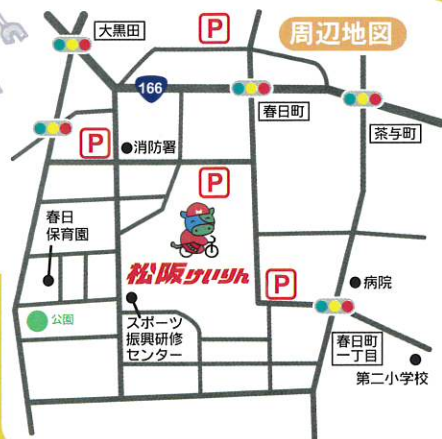 周辺地図
大黒田
P
166
春日町
茶与町
P
消防署
P
春日
保育園
松阪けいりん
P
病院
公園
スポーツ
振興研修
センター
春日町
一丁目
第二小学校